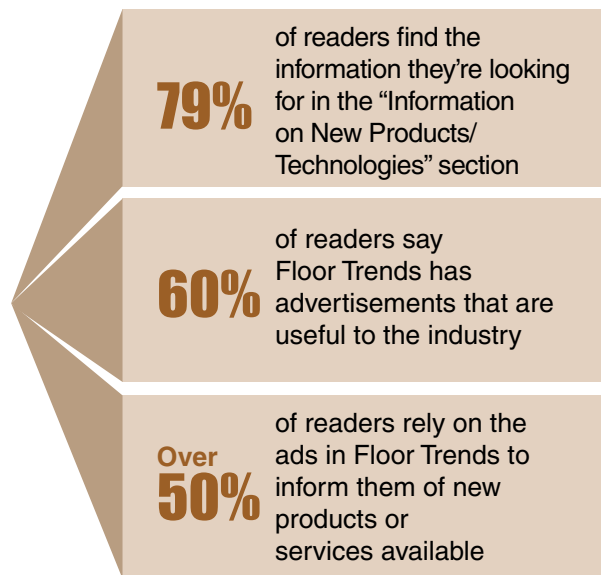 79%
of readers find the
information they’re looking
for in the “Information
on New Products/
Technologies” section
60%
of readers say
Floor Trends has
advertisements that are
useful to the industry
Over
50%
of readers rely on the
ads in Floor Trends to
inform them of new
products or
services available